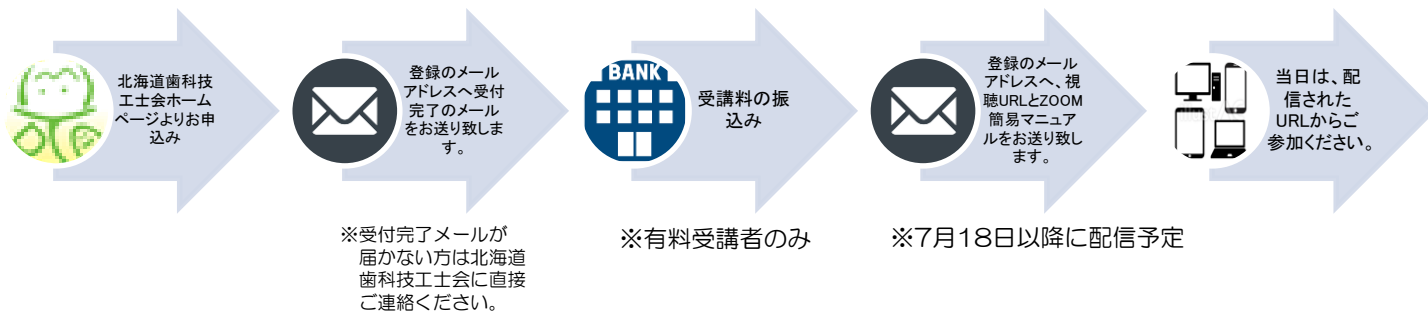 北海道歯科技
工士会ホーム
ページよりお申
込み
登録のメール
アドレスへ受付
完了のメール
をお送り致しま
す。
※受付完了メールが
届かない方は北海道
歯科技工士会に直接
ご連絡ください。
BANK
受講料の振
込み
※有料受講者のみ
登録のメール
アドレスへ、視
聴URLとZOOM
簡易マニュア
ルをお送り致し
ます。
※7月18日以降に配信予定
当日は、配
信された
URLからご
参加ください。